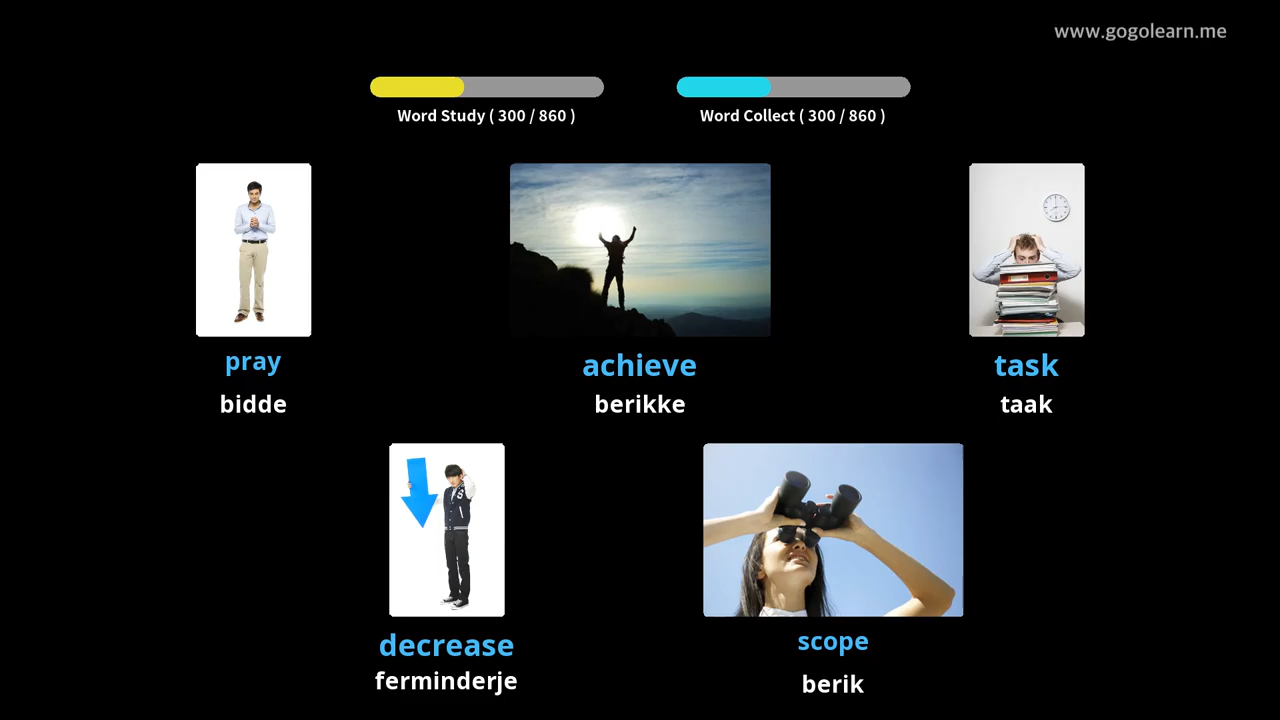 www.gogolearn.me
Word Study ( 300 / 860 )
Word Collect ( 300 / 860 )
pray
bidde
achieve
berikke
task
taak
decrease
ferminderje
scope
berik